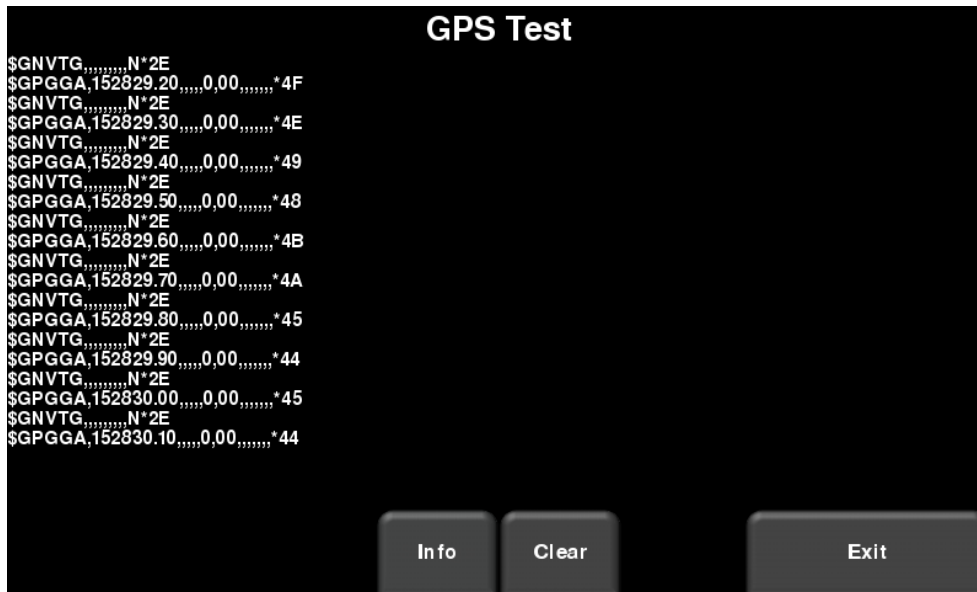 GPS Test
$GNVTG,,,,,,,,,N*2E
$GPGGA,152829.20,,,,,0,00,,,,,,,*4F
$GNVTG,,,,,,,,,N*2E
$GPGGA,152829.30,,,,,0,00,,,,,,,*4E
$GNVTG,,,,,,,,,N*2E
$GPGGA,152829.40,,,,,0,00,,,,,,,*49
$GNVTG,,,,,,,,,N*2E
$GPGGA,152829.50,,,,,0,00,,,,,,,*48
$GNVTG,,,,,,,,,N*2E
$GPGGA,152829.60,,,,,0,00,,,,,,,*4B
$GNVTG,,,,,,,,,N*2E
$GPGGA,152829.70,,,,,0,00,,,,,,,*4A
$GNVTG,,,,,,,,,N*2E
$GPGGA,152829.80,,,,,0,00,,,,,,,*45
$GNVTG,,,,,,,,,N*2E
$GPGGA,152829.90,,,,,0,00,,,,,,,*44
$GNVTG,,,,,,,,,N*2E
$GPGGA,152830.00,,,,,0,00,,,,,,,*45
$GNVTG,,,,,,,,,N*2E
$GPGGA,152830.10,,,,,0,00,,,,,,,*44
Info
Clear
Exit